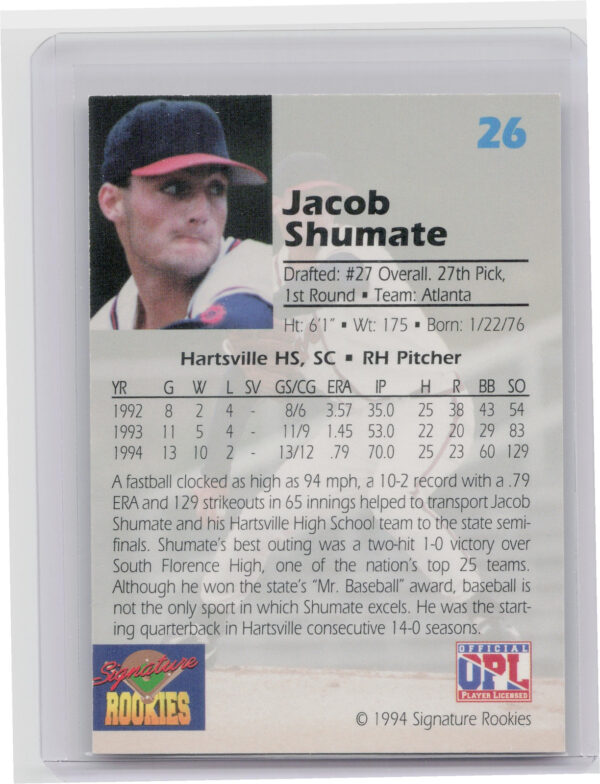 26
Jacob
Shumate
Drafted: #27 Overall. 27th Pick,
1st Round ▪ Team: Atlanta
Ht: 6'1" ▪ Wt: 175 ▪ Born: 1/22/76
Hartsville HS, SC ▪ RH Pitcher
YR G W L SV GS/CG ERA IP H R BB SO
1992 8 2 4 - 8/6 3.57 35.0 25 38 43 54
1993 11 5 4 - 11/9 1.45 53.0 22 20 29 83
1994 13 10 2 - 13/12 .79 70.0 25 23 60 129
A fastball clocked as high as 94 mph, a 10-2 record with a .79
ERA and 129 strikeouts in 65 innings helped to transport Jacob
Shumate and his Hartsville High School team to the state semi-
finals. Shumate's best outing was a two-hit 1-0 victory over
South Florence High, one of the nation's top 25 teams.
Although he won the state's "Mr. Baseball" award, baseball is
not the only sport in which Shumate excels. He was the start-
ing quarterback in Hartsville consecutive 14-0 seasons.
Signature
ROOKIES
OFFICIAL
OPL
PLAYER LICENSED
© 1994 Signature Rookies